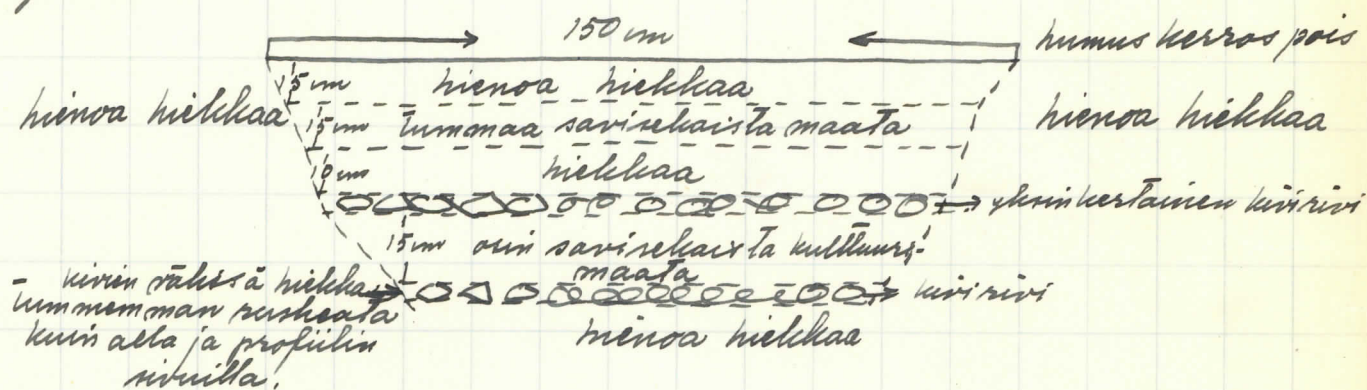 150 cm
humus kerros pois
5 cm hienoa hiekkaa
hienoa hiekkaa
15 cm tummaa savisekaista maata
hienoa hiekkaa
10 cm hiekkaa
yksinkertainen kivirivi
15 cm osin savisekaista kulttuuri-
maata
kivien välissä hiekka
tummemman ruskeata
kuin alla ja profiilin
sivuilla.
kivirivi
hienoa hiekkaa